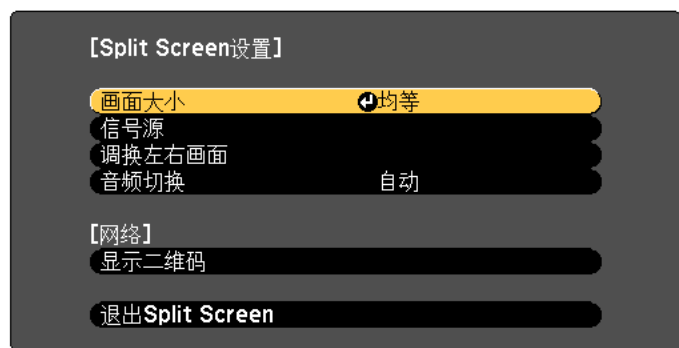 [Split Screen设置]
画面大小 均等
信号源
调换左右画面
音频切换 自动
[网络]
显示二维码
退出Split Screen